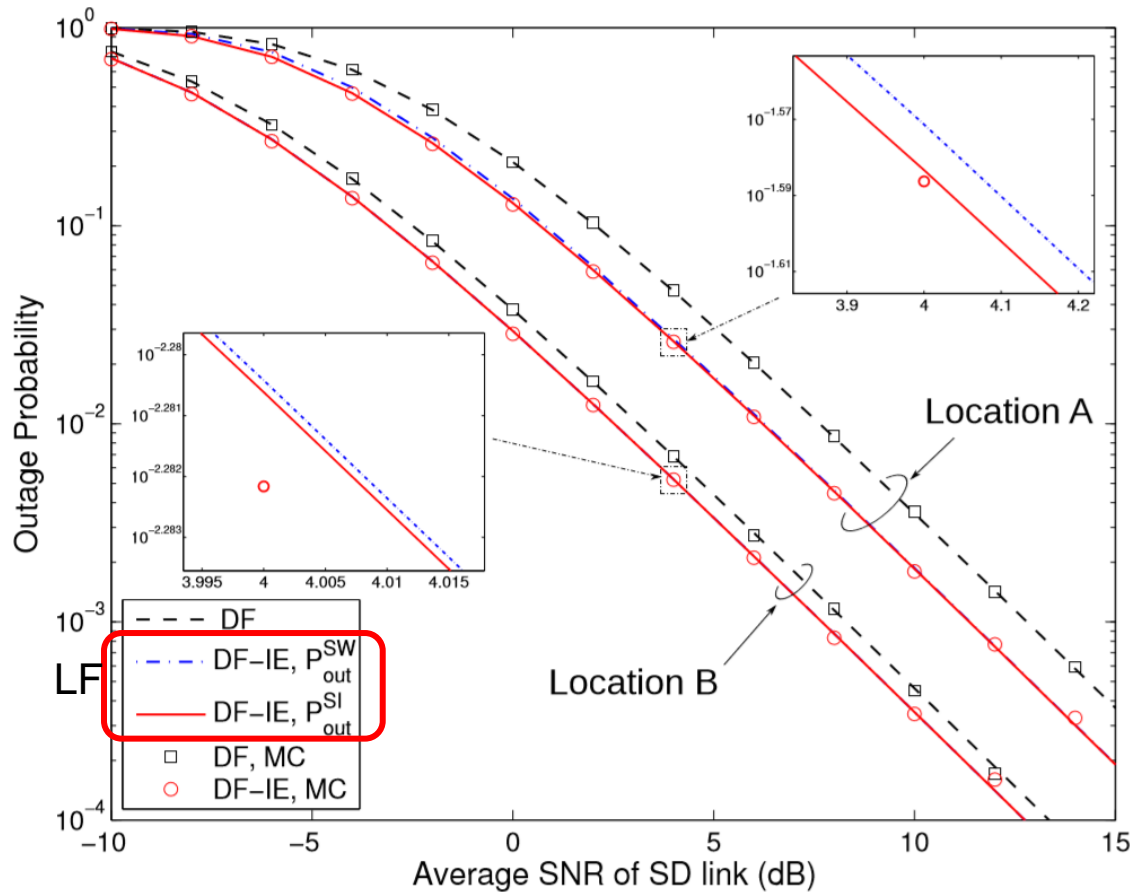 10^0
10^-1
10^-2
10^-3
10^-4
Outage Probability
10^-1.57
10^-1.59
10^-1.61
3.9 4 4.1 4.2
10^-2.28
10^-2.281
10^-2.282
10^-2.283
3.995 4 4.005 4.01 4.015
Location A
Location B
LF
DF
DF-IE, P_out^SW
DF-IE, P_out^SI
DF, MC
DF-IE, MC
-10 -5 0 5 10 15
Average SNR of SD link (dB)